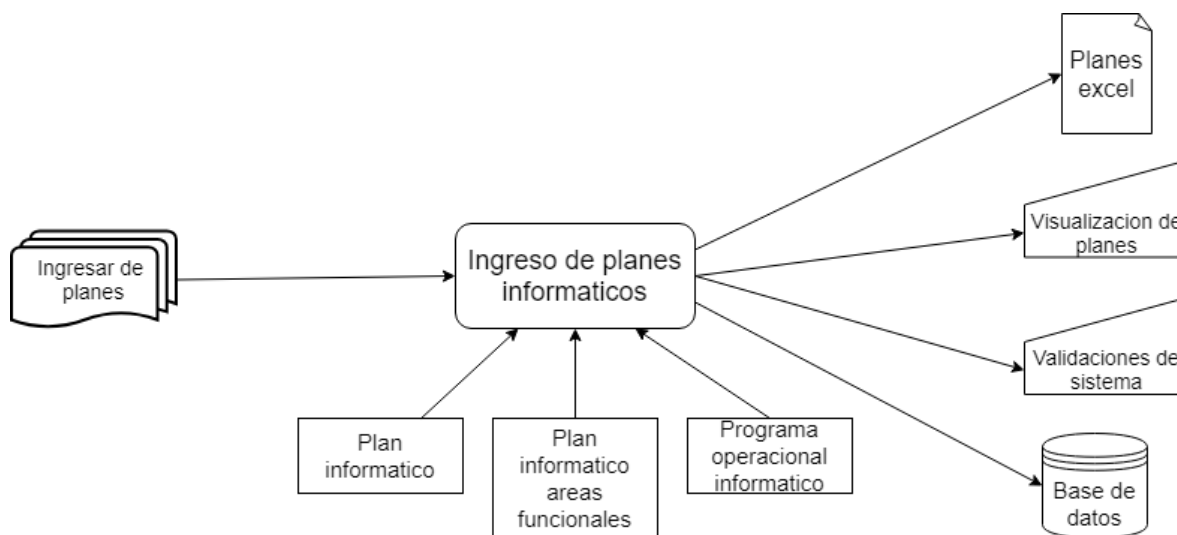 Planes
excel
Visualizacion de
planes
Ingresar de
planes
Ingreso de planes
informaticos
Validaciones de
sistema
Plan
informatico
Plan
informatico
areas
funcionales
Programa
operacional
informatico
Base de
datos